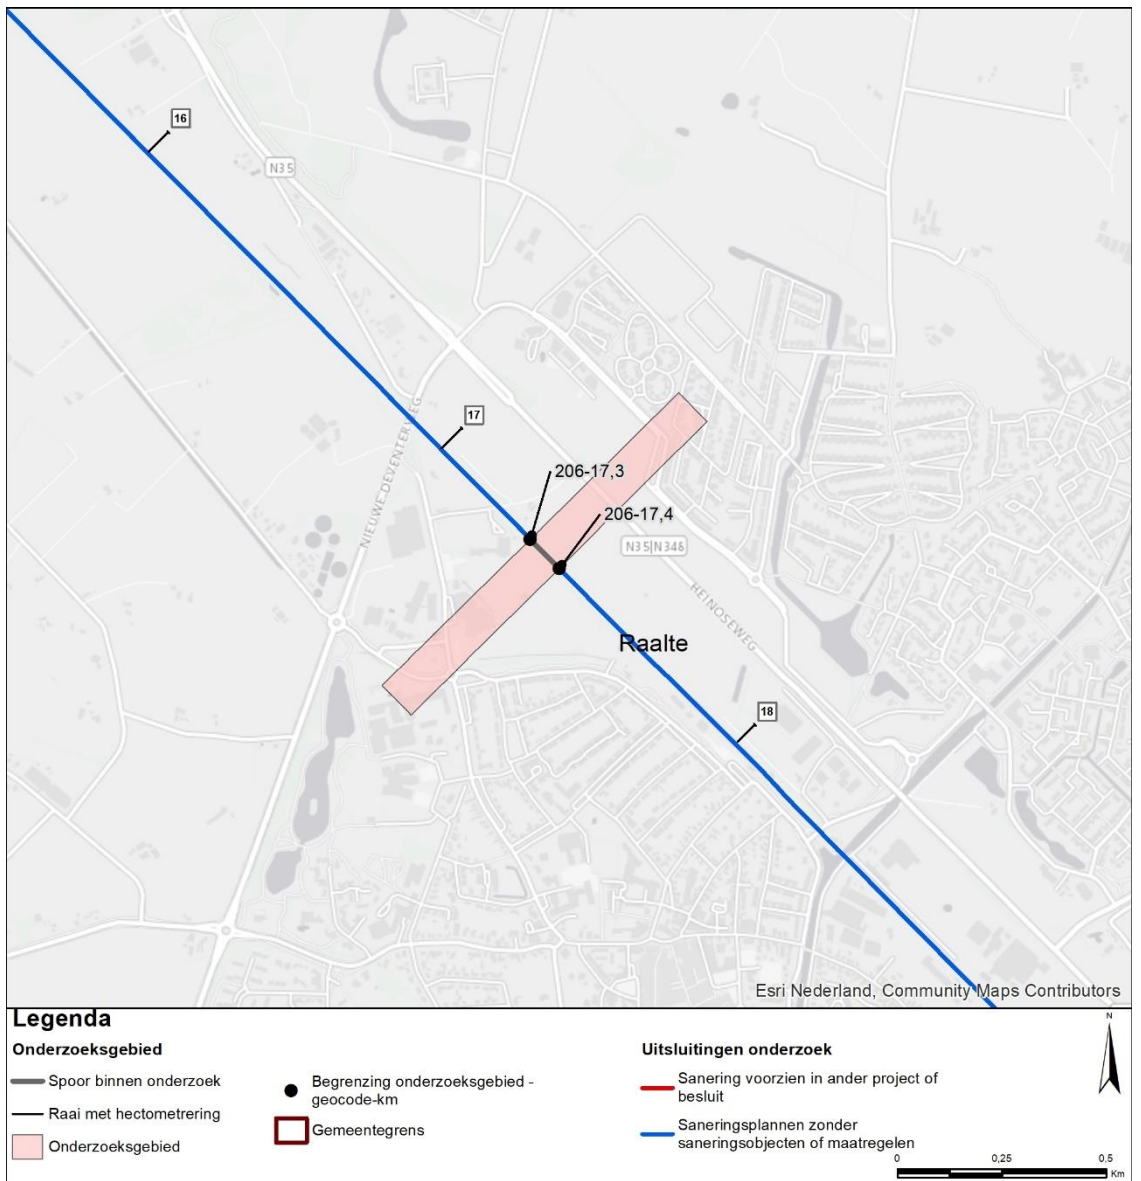 16
N35
17
NIEUWE DEVENTERWEG
206-17,3
206-17,4
N35|N348
HEINOSEWEG
Raalte
18
Esri Nederland, Community Maps Contributors
Legenda
Onderzoeksgebied
Spoor binnen onderzoek
Raai met hectometrering
Onderzoeksgebied
Begrenzing onderzoeksgebied -
geocode-km
Gemeentegrens
Uitsluitingen onderzoek
Sanering voorzien in ander project of
besluit
Saneringsplannen zonder
saneringsobjecten of maatregelen
N
0 0,25 0,5
Km